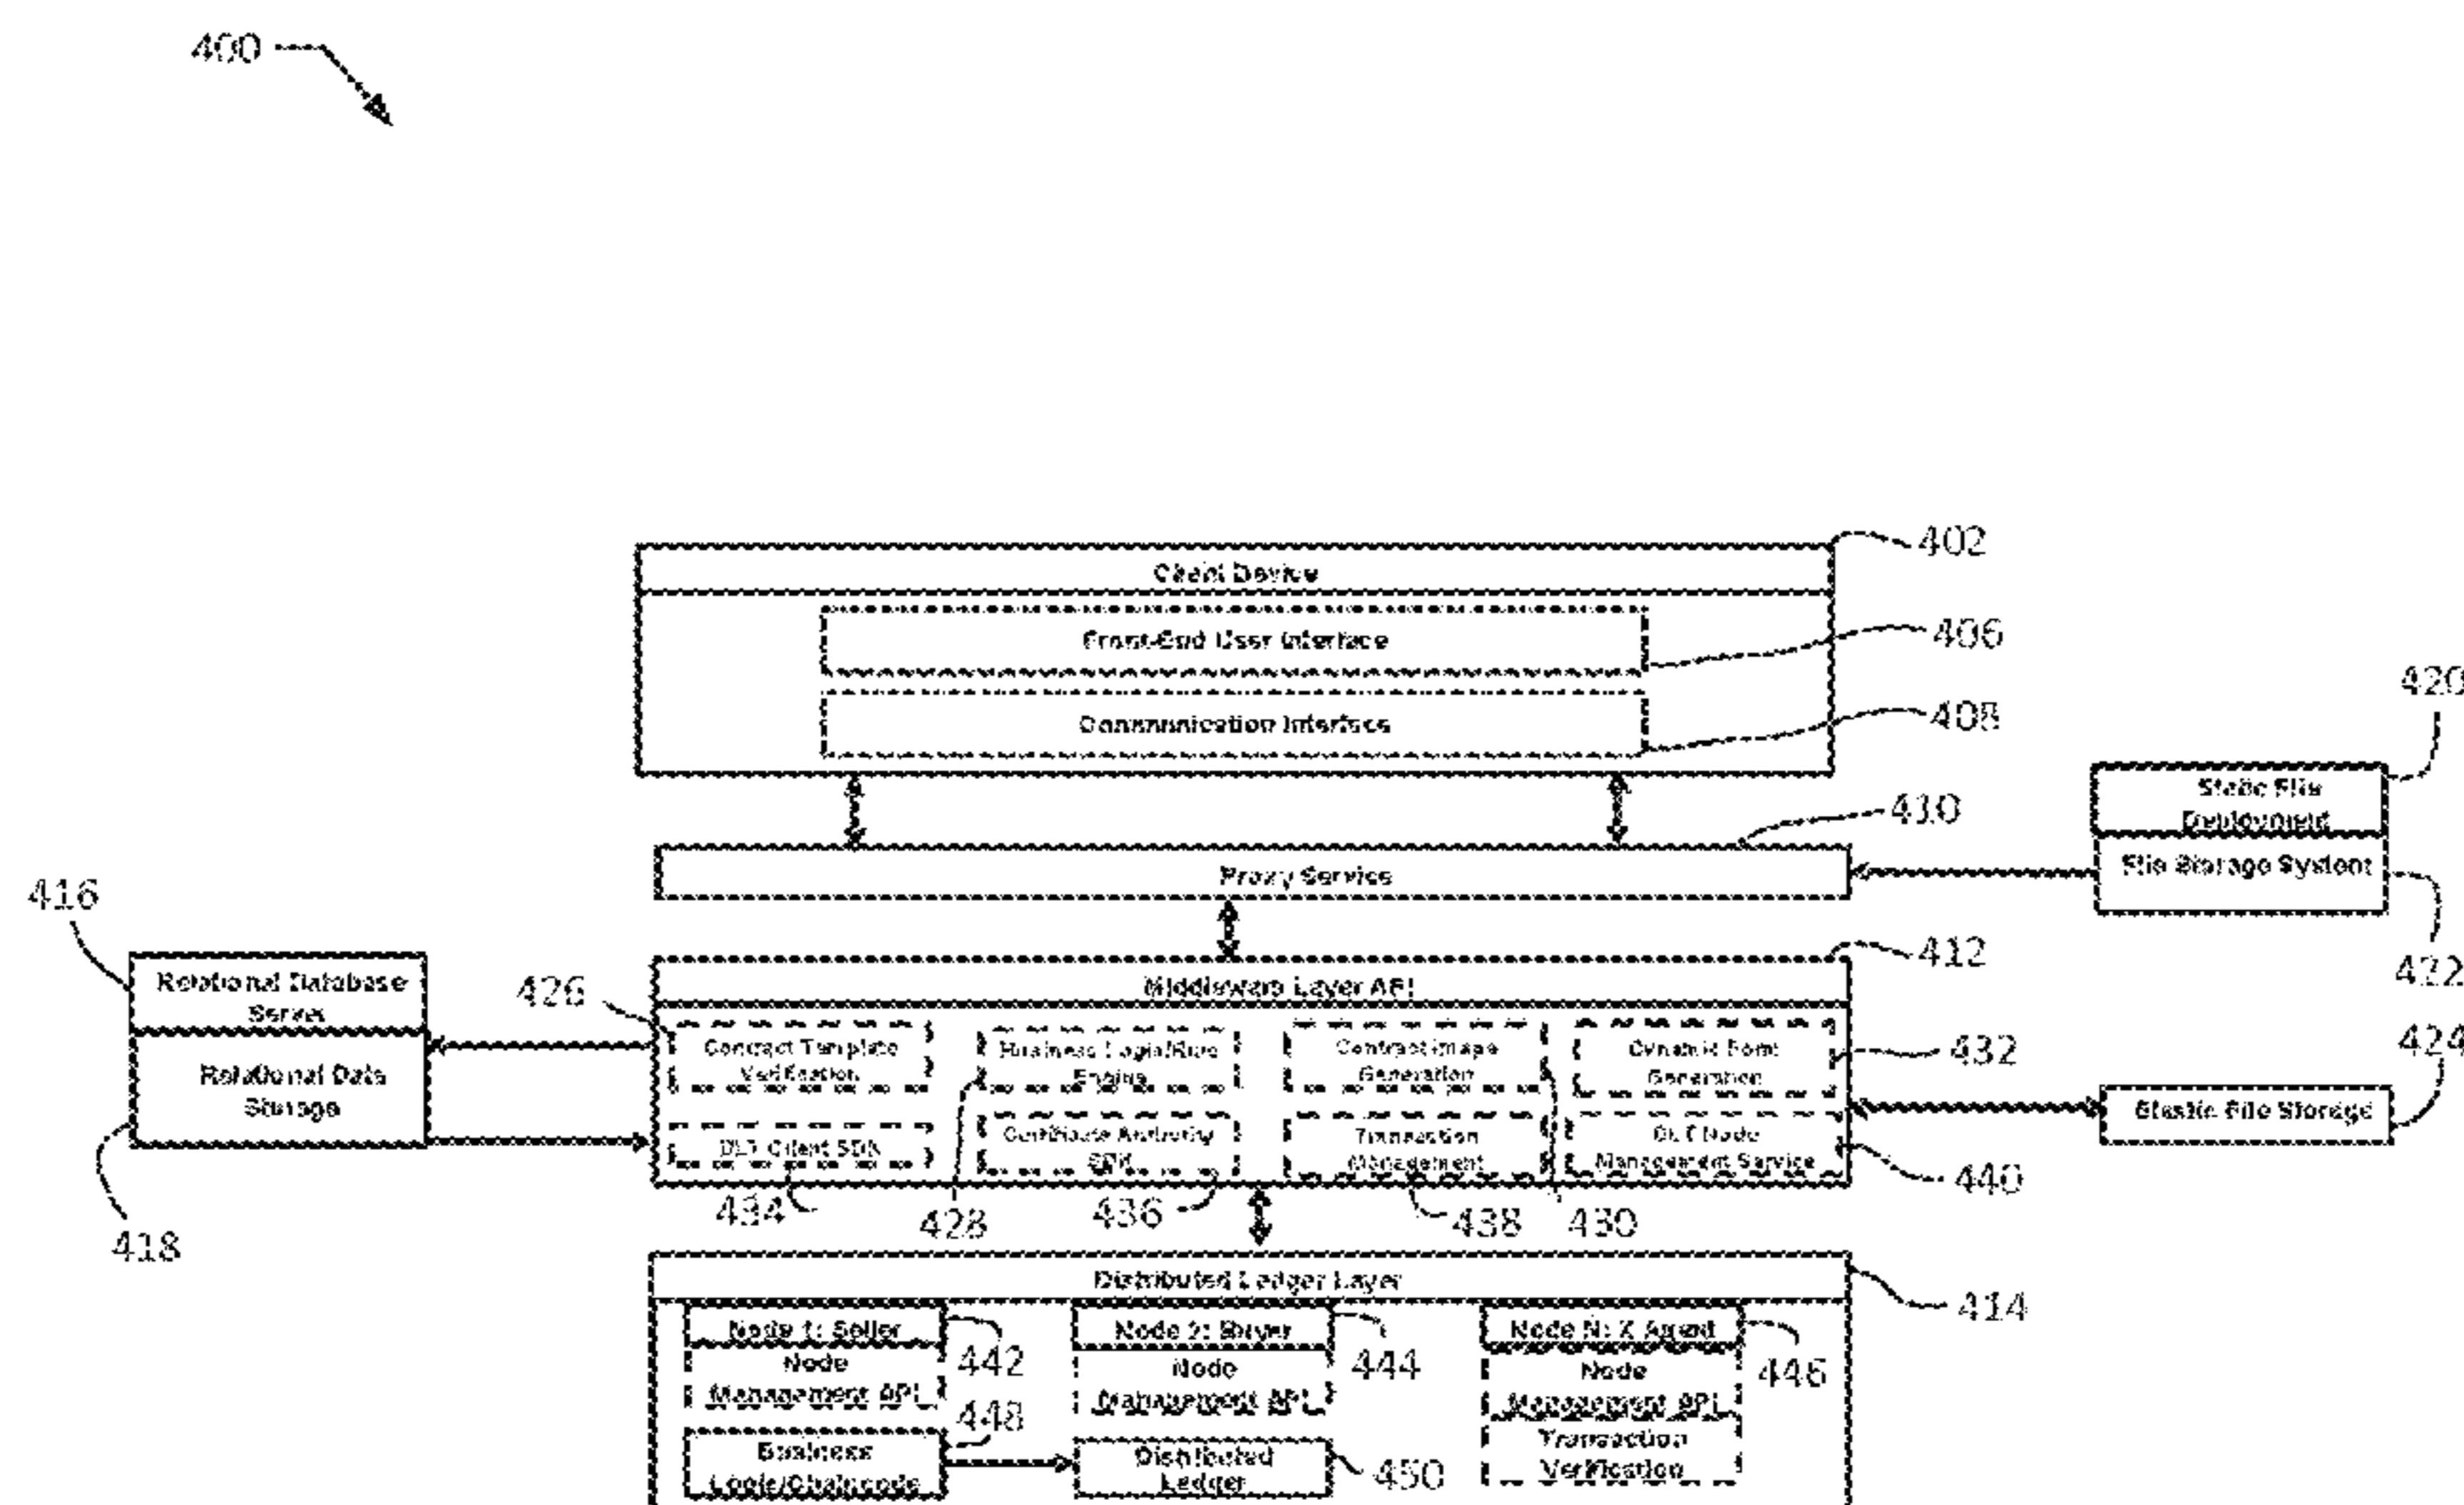 400
402
Client Device
Front-End User Interface
406
Communication Interface
408
420
Static File
Deployment
410
Proxy Service
File Storage System
422
416
412
Relational Database
Server
426
Middleware Layer API
424
Relational Data
Storage
Contract Template
Verification
Business Logic/Rule
Engine
Contract Image
Generation
Dynamic Form
Generation
432
Elastic File Storage
DLT Client SDK
Certificate Authority
SDK
Transaction
Management
DLT Node
Management Service
440
418
434
428
436
438
430
Distributed Ledger Layer
414
Node 1: Seller
442
Node 2: Buyer
444
Node N: X Agent
446
Node
Management API
Node
Management API
Node
Management API
448
Business
Logic/Chaincode
Distributed
Ledger
450
Transaction
Verification